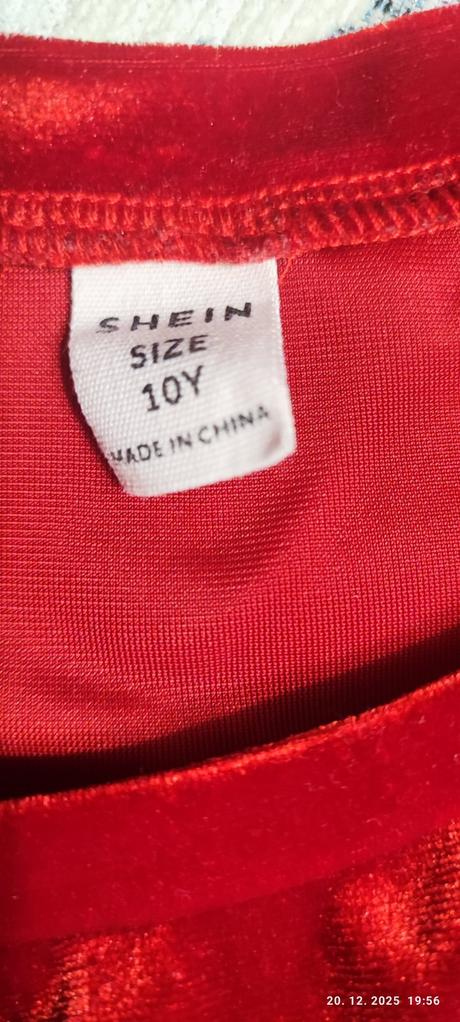 SHEIN
SIZE
10Y
MADE IN CHINA
20. 12. 2025 19:56